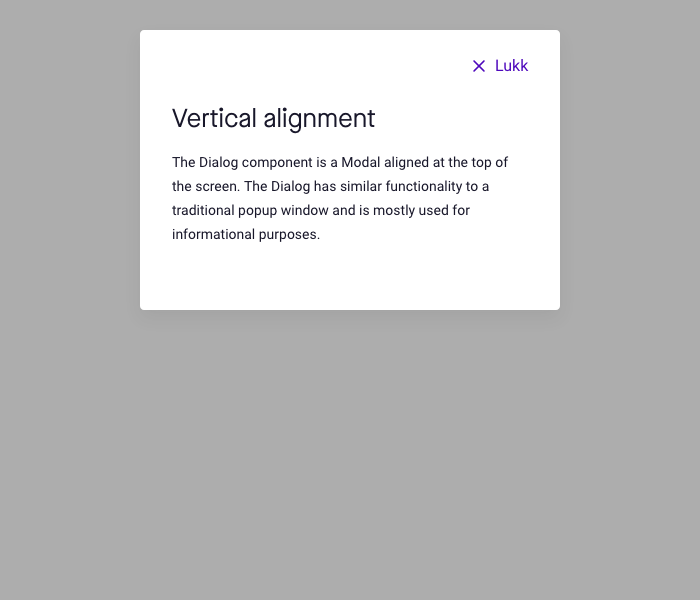 Lukk
Vertical alignment
The Dialog component is a Modal aligned at the top of
the screen. The Dialog has similar functionality to a
traditional popup window and is mostly used for
informational purposes.